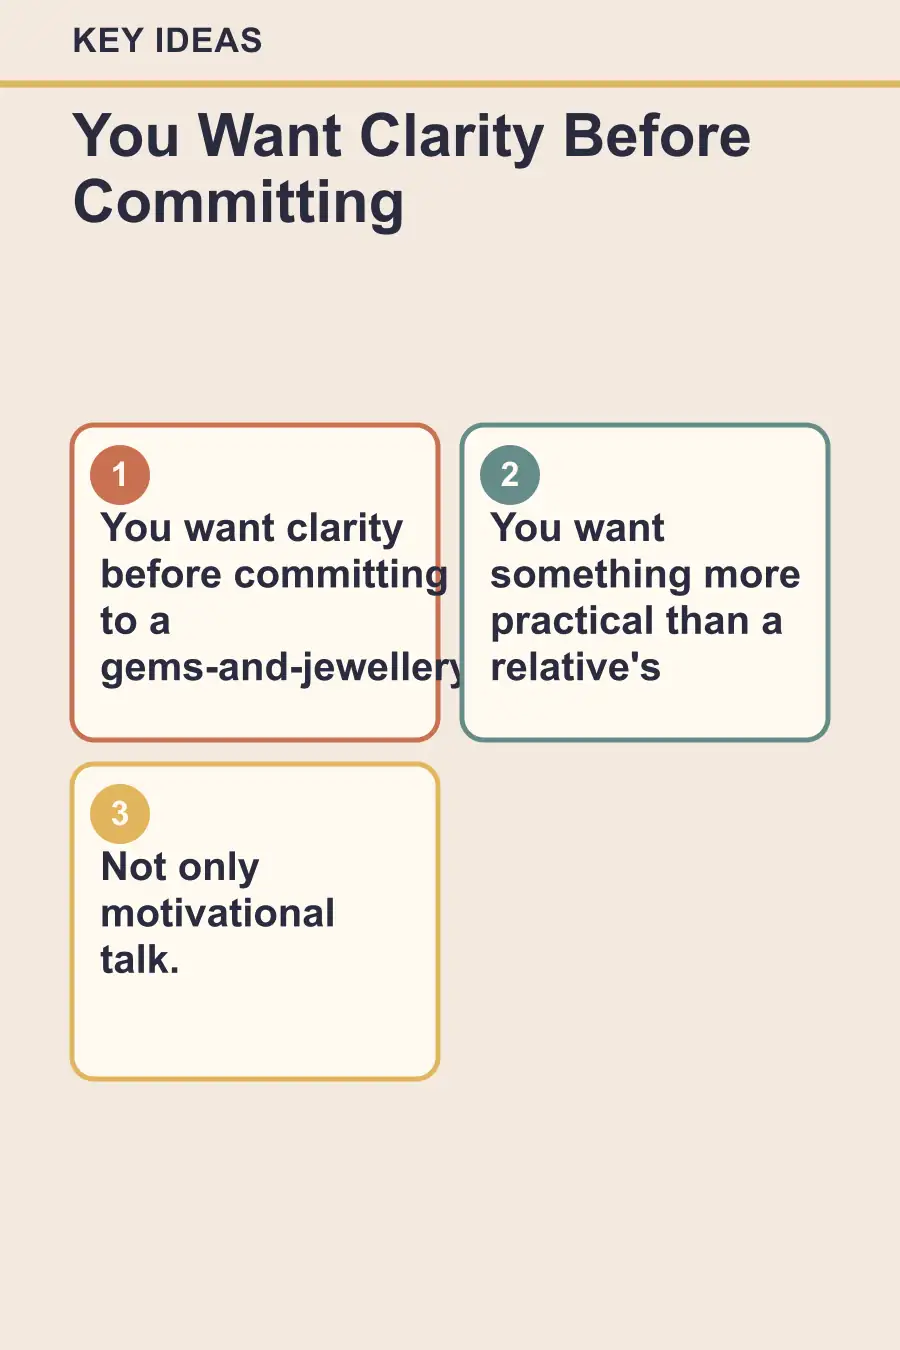 KEY IDEAS
You Want Clarity Before
Committing
1
You want clarity
before committing
to a
gems-and-jewellery
2
You want
something more
practical than a
relative's
3
Not only
motivational
talk.